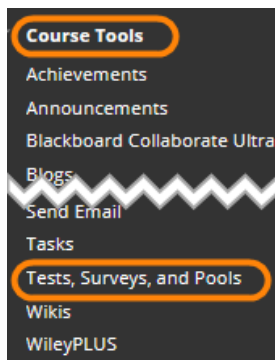 Course Tools
Achievements
Announcements
Blackboard Collaborate Ultra
Blogs
Send Email
Tasks
Tests, Surveys, and Pools
Wikis
WileyPLUS